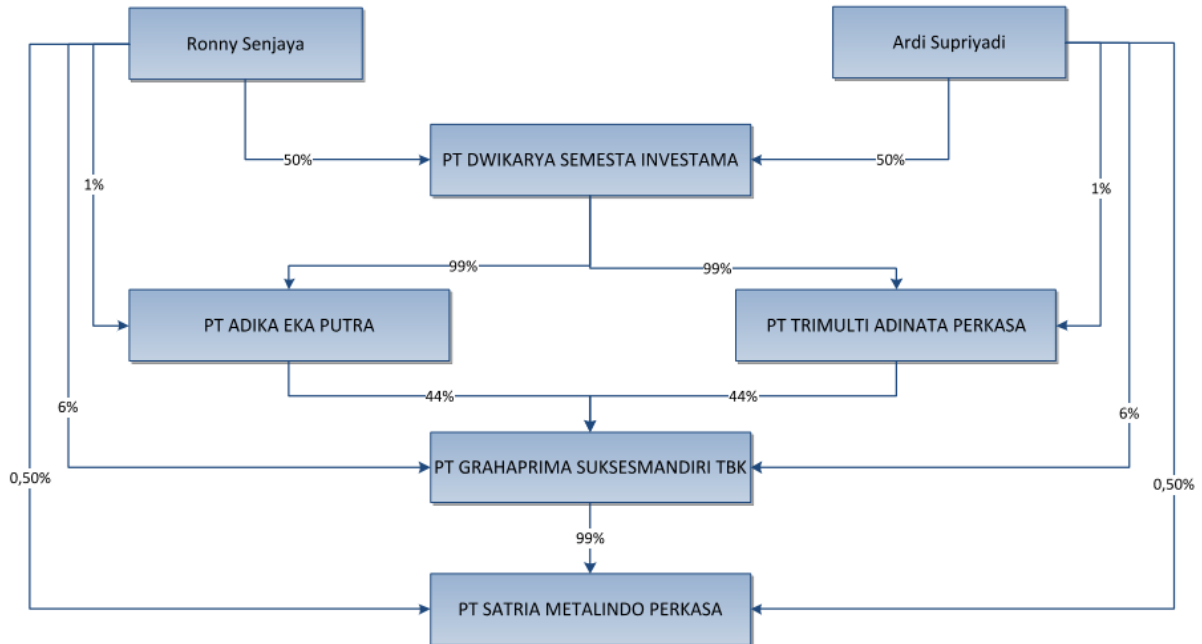 Ronny Senjaya
Ardi Supriyadi
PT DWIKARYA SEMESTA INVESTAMA
50%
50%
1%
1%
99%
99%
PT ADIKA EKA PUTRA
PT TRIMULTI ADINATA PERKASA
44%
44%
6%
6%
PT GRAHAPRIMA SUKSESMANDIRI TBK
0,50%
0,50%
99%
PT SATRIA METALINDO PERKASA